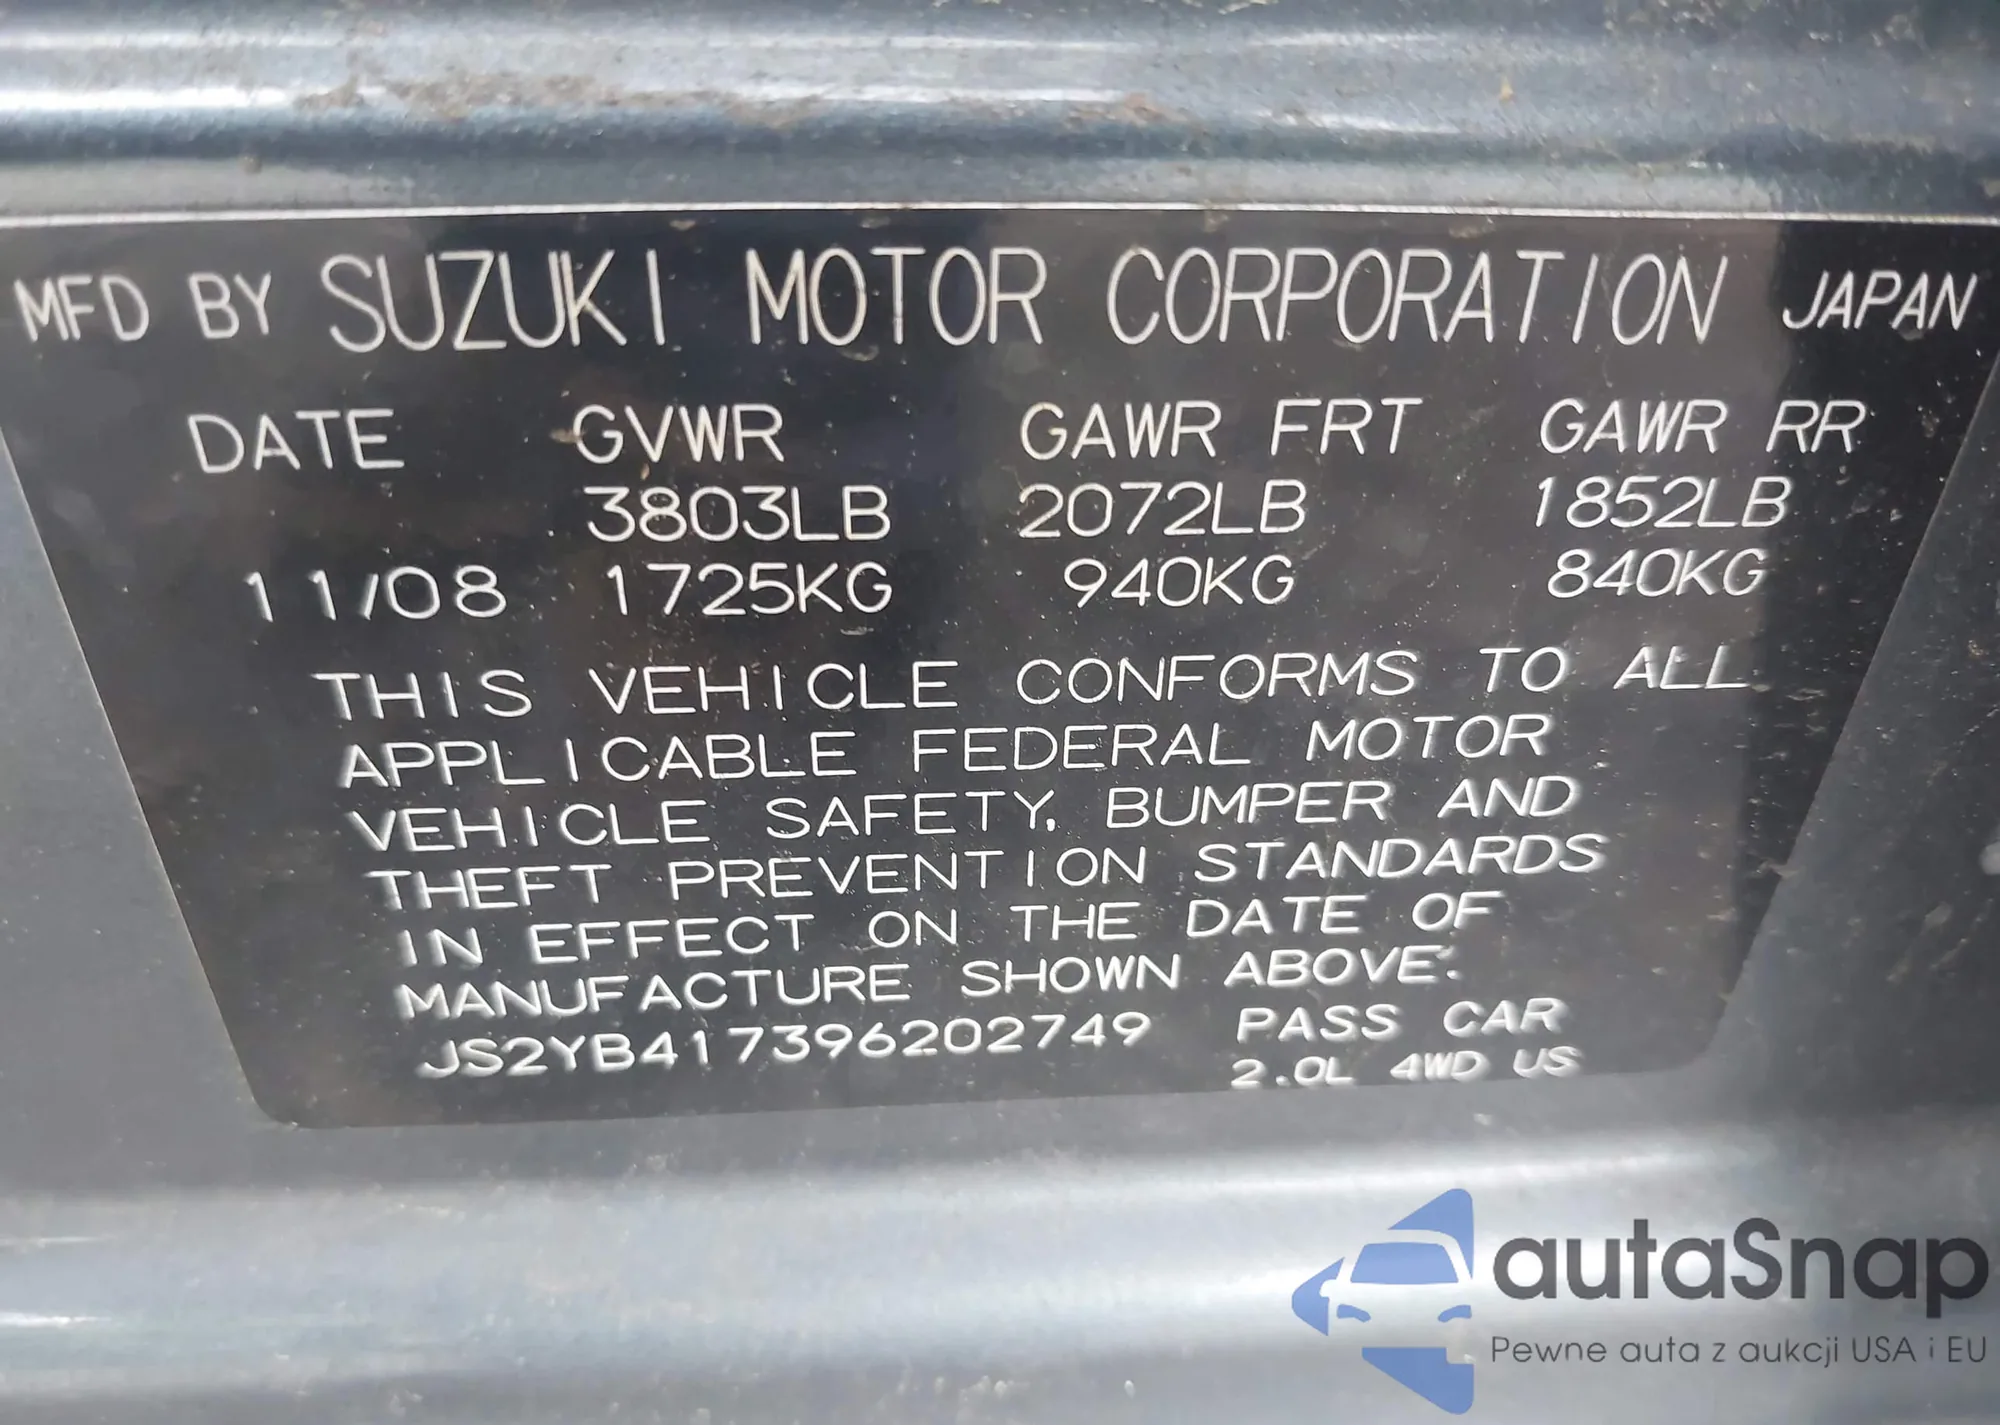 MFD BY SUZUKI MOTOR CORPORATION JAPAN
DATE GVWR GAWR FRT GAWR RR
3803LB 2072LB 1852LB
11/08 1725KG 940KG 840KG
THIS VEHICLE CONFORMS TO ALL
APPLICABLE FEDERAL MOTOR
VEHICLE SAFETY, BUMPER AND
THEFT PREVENTION STANDARDS
IN EFFECT ON THE DATE OF
MANUFACTURE SHOWN ABOVE.
JS2YB417396202749 PASS CAR
2.0L 4WD US
autaSnap
Pewne auta z aukcji USA i EU